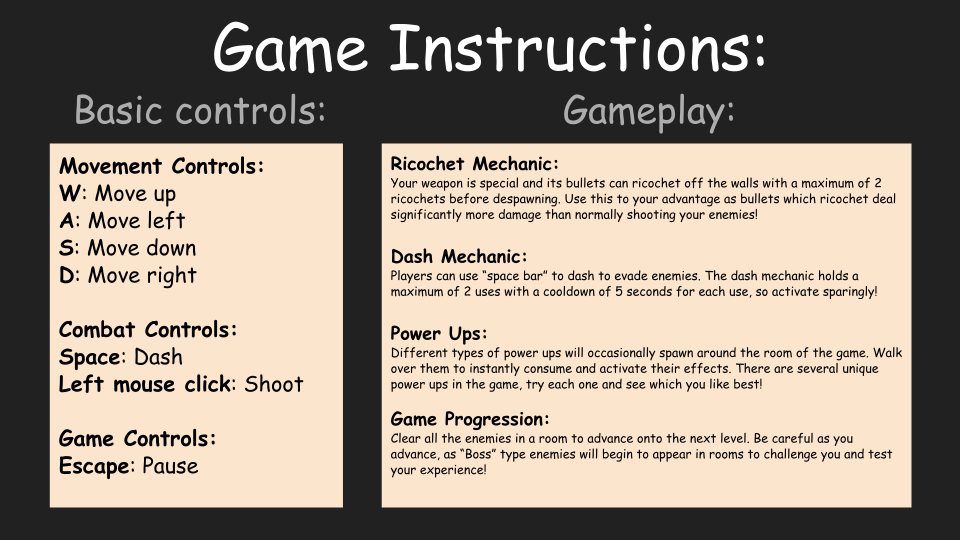 Game Instructions:
Basic controls:
Movement Controls:
W: Move up
A: Move left
S: Move down
D: Move right
Combat Controls:
Space: Dash
Left mouse click: Shoot
Game Controls:
Escape: Pause
Gameplay:
Ricochet Mechanic:
Your weapon is special and its bullets can ricochet off the walls with a maximum of 2
ricochets before despawning. Use this to your advantage as bullets which ricochet deal
significantly more damage than normally shooting your enemies!
Dash Mechanic:
Players can use “space bar” to dash to evade enemies. The dash mechanic holds a
maximum of 2 uses with a cooldown of 5 seconds for each use, so activate sparingly!
Power Ups:
Different types of power ups will occasionally spawn around the room of the game. Walk
over them to instantly consume and activate their effects. There are several unique
power ups in the game, try each one and see which you like best!
Game Progression:
Clear all the enemies in a room to advance onto the next level. Be careful as you
advance, as “Boss” type enemies will begin to appear in rooms to challenge you and test
your experience!